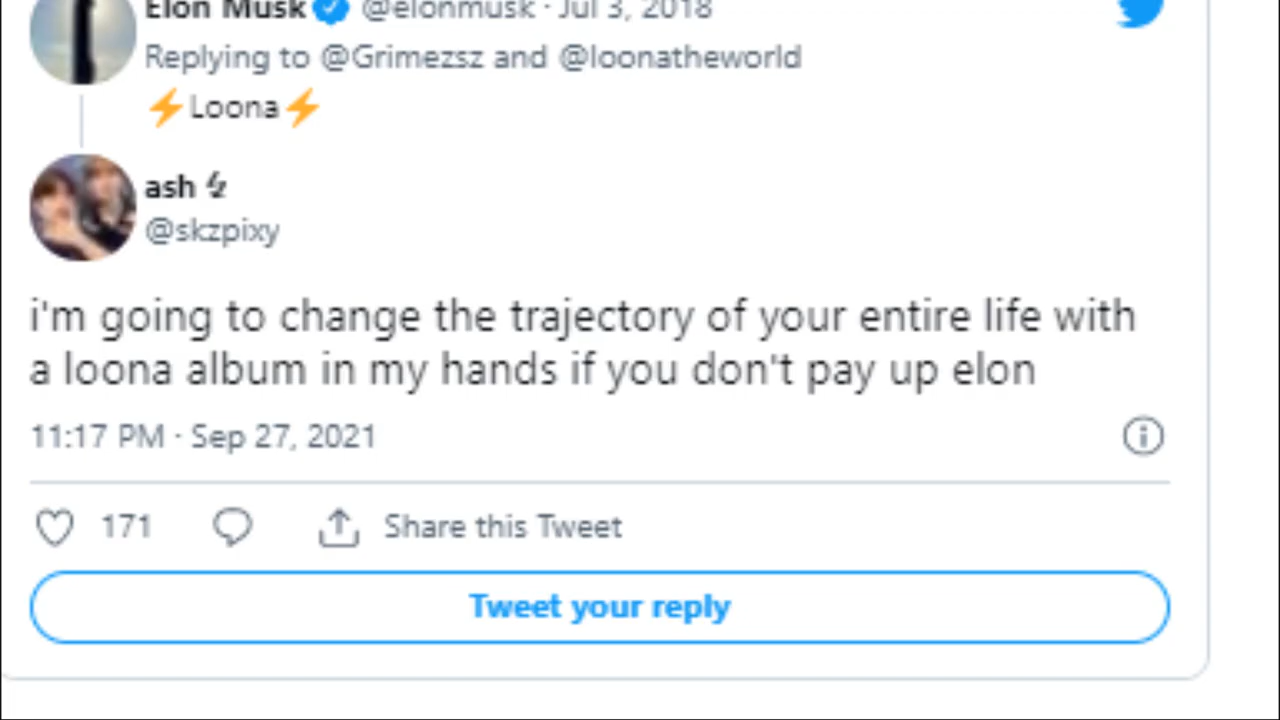 Elon Musk @elonmusk · Jul 3, 2018
Replying to @Grimezsz and @loonatheworld
⚡Loona⚡
ash ⚡︎
@skzpixy
i'm going to change the trajectory of your entire life with
a loona album in my hands if you don't pay up elon
11:17 PM · Sep 27, 2021
171
Share this Tweet
Tweet your reply